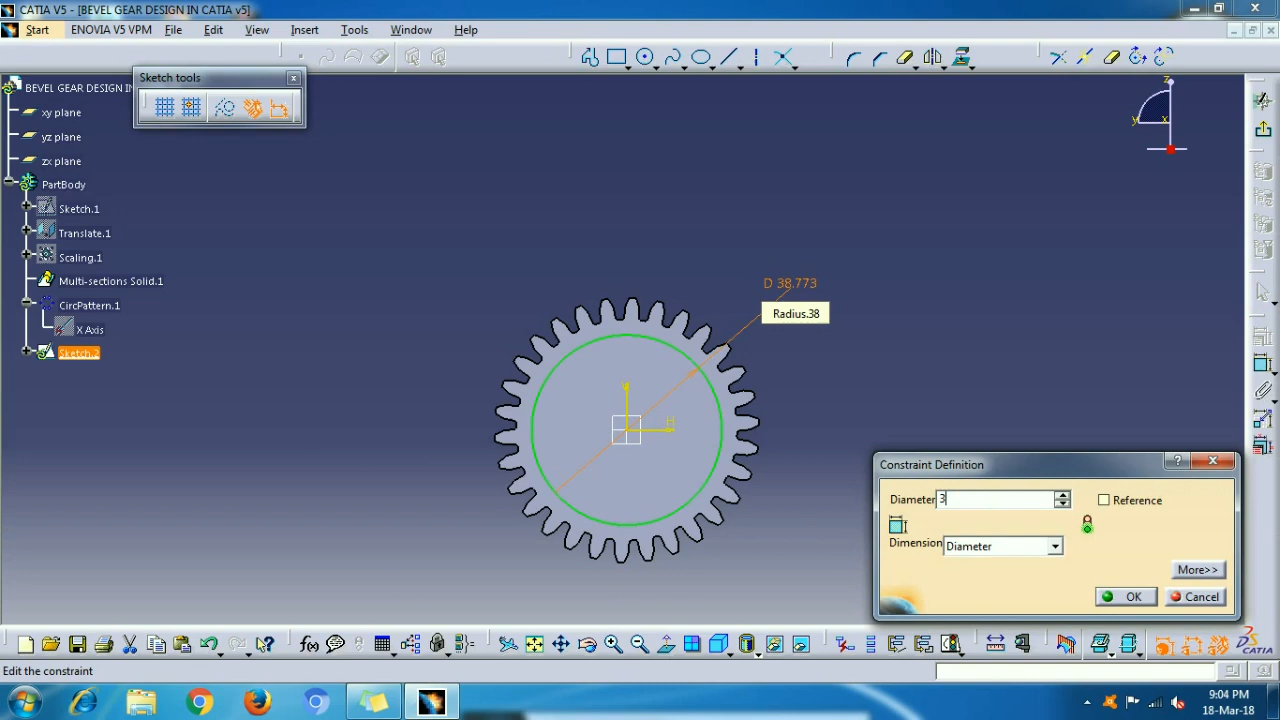 CATIA V5 - [BEVEL GEAR DESIGN IN CATIA v5]
Start ENOVIA V5 VPM File Edit View Insert Tools Window Help
Sketch tools
BEVEL GEAR DESIGN IN
xy plane
yz plane
zx plane
PartBody
Sketch.1
Translate.1
Scaling.1
Multi-sections Solid.1
CircPattern.1
X Axis
Sketch.2
z
y x
D 38.773
Radius.38
V
H
Constraint Definition
Diameter 3
Reference
Dimension Diameter
More>>
OK Cancel
f(x)
CATIA
Edit the constraint
9:04 PM
18-Mar-18